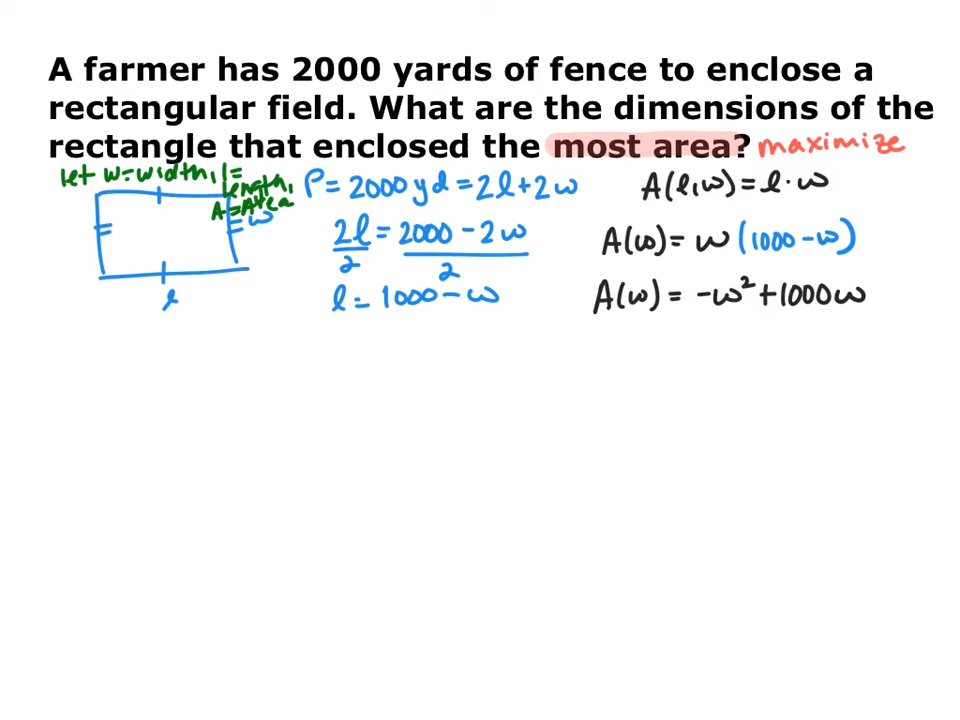 A farmer has 2000 yards of fence to enclose a
rectangular field. What are the dimensions of the
rectangle that enclosed the most area? maximize
let w=width, l=
length,
A=Area
w
l
P= 2000 yd = 2l+2w
2l = 2000 - 2w
2 2
l = 1000 - w
A(l,w) = l·w
A(w) = w (1000-w)
A(w) = -w² + 1000w